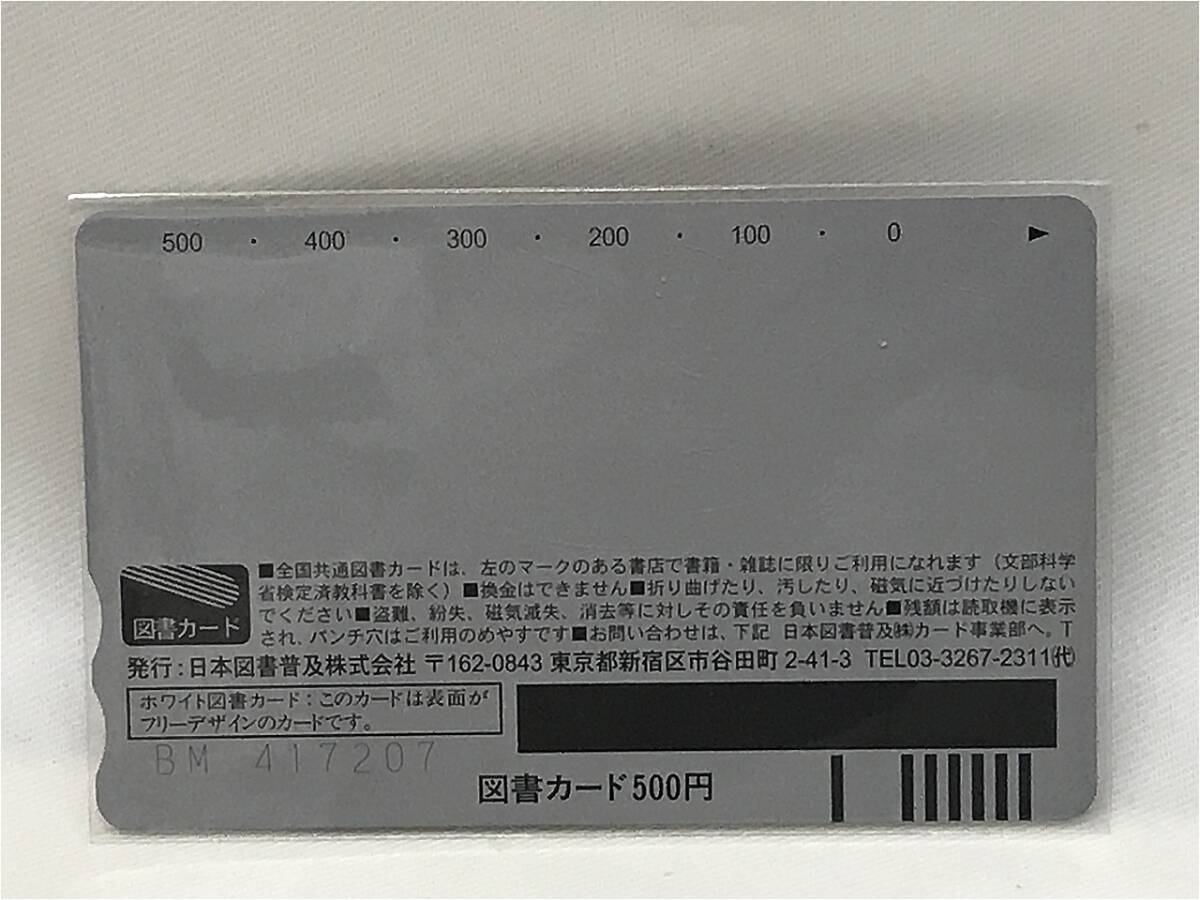 500 ・ 400 ・ 300 ・ 200 ・ 100 ・ 0 ▶
図書カード
■全国共通図書カードは、左のマークのある書店で書籍・雑誌に限りご利用になれます（文部科学
省検定済教科書を除く）■換金はできません■折り曲げたり、汚したり、磁気に近づけたりしない
でください■盗難、紛失、磁気滅失、消去等に対しその責任を負いません■残額は読取機に表示
され、パンチ穴はご利用のめやすです■お問い合わせは、下記 日本図書普及㈱カード事業部へ。T
発行：日本図書普及株式会社 〒162-0843 東京都新宿区市谷田町 2-41-3 TEL03-3267-2311㈹
ホワイト図書カード：このカードは表面が
フリーデザインのカードです。
BM 417207
図書カード500円